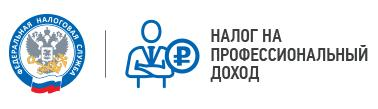 ФЕДЕРАЛЬНАЯ НАЛОГОВАЯ СЛУЖБА
НАЛОГ НА
ПРОФЕССИОНАЛЬНЫЙ
ДОХОД